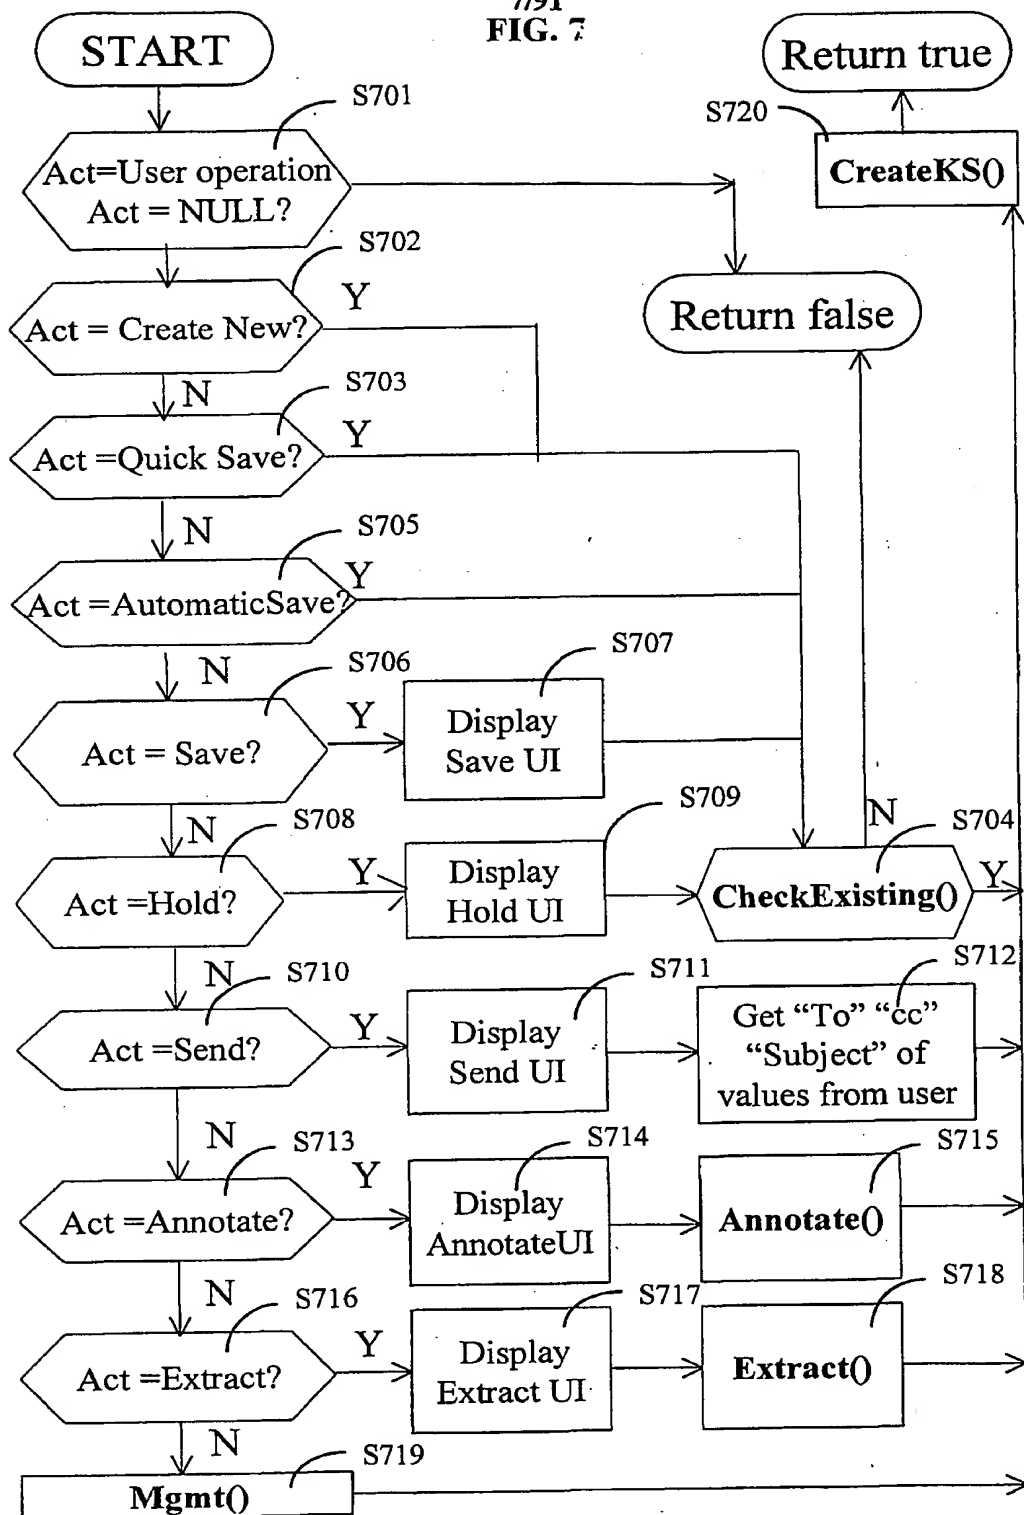 7/91
FIG. 7
START
Return true
S701
S720
Act=User operation
Act = NULL?
CreateKS()
S702
Act = Create New?
Y
Return false
N
S703
Act =Quick Save?
Y
N
S705
Act =AutomaticSave?
Y
N
S706
S707
Act = Save?
Y
Display
Save UI
N
S708
S709
N
S704
Act =Hold?
Y
Display
Hold UI
CheckExisting()
Y
N
S710
S711
S712
Act =Send?
Y
Display
Send UI
Get “To” “cc”
“Subject” of
values from user
N
S713
S714
S715
Act =Annotate?
Y
Display
AnnotateUI
Annotate()
N
S716
S717
S718
Act =Extract?
Y
Display
Extract UI
Extract()
N
S719
Mgmt()